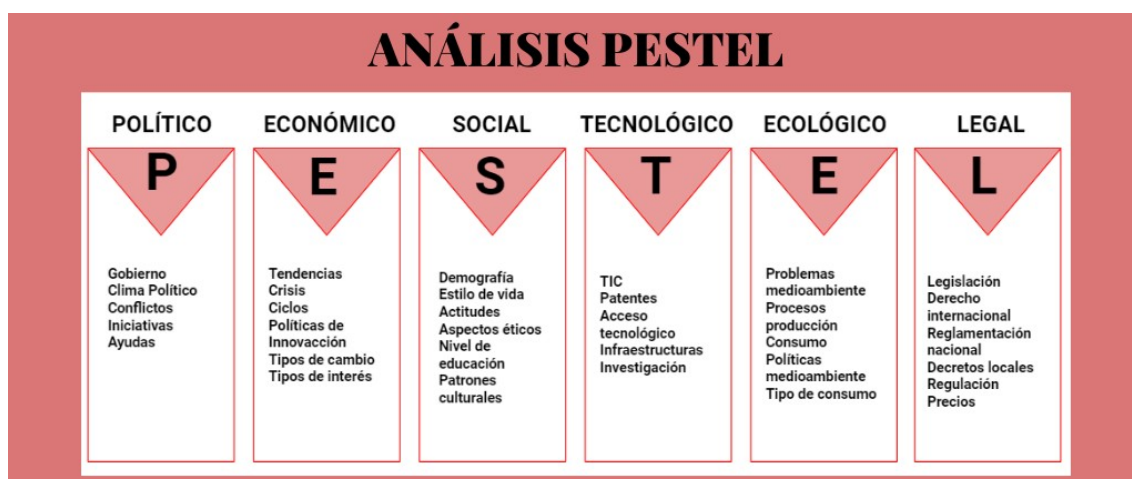 ANÁLISIS PESTEL
POLÍTICO
P
Gobierno
Clima Político
Conflictos
Iniciativas
Ayudas
ECONÓMICO
E
Tendencias
Crisis
Ciclos
Políticas de
Innovacción
Tipos de cambio
Tipos de interés
SOCIAL
S
Demografía
Estilo de vida
Actitudes
Aspectos éticos
Nivel de
educación
Patrones
culturales
TECNOLÓGICO
T
TIC
Patentes
Acceso
tecnológico
Infraestructuras
Investigación
ECOLÓGICO
E
Problemas
medioambiente
Procesos
producción
Consumo
Políticas
medioambiente
Tipo de consumo
LEGAL
L
Legislación
Derecho
internacional
Reglamentación
nacional
Decretos locales
Regulación
Precios